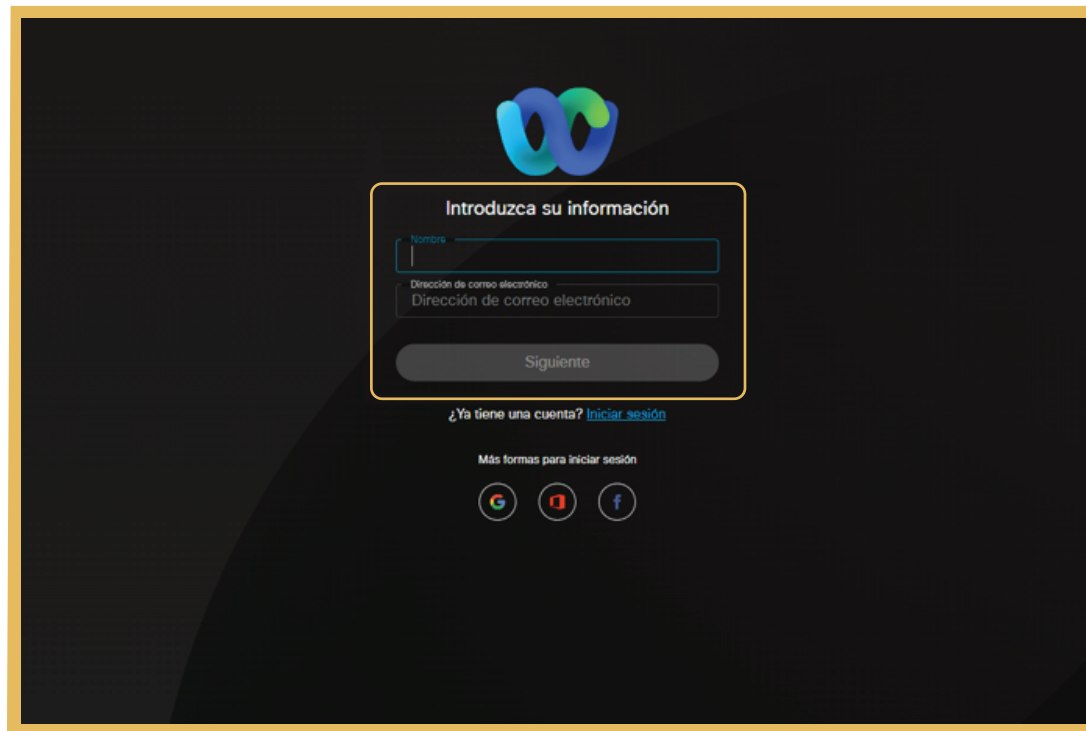 Introduzca su información
Nombre
Dirección de correo electrónico
Dirección de correo electrónico
Siguiente
¿Ya tiene una cuenta? Iniciar sesión
Más formas para iniciar sesión